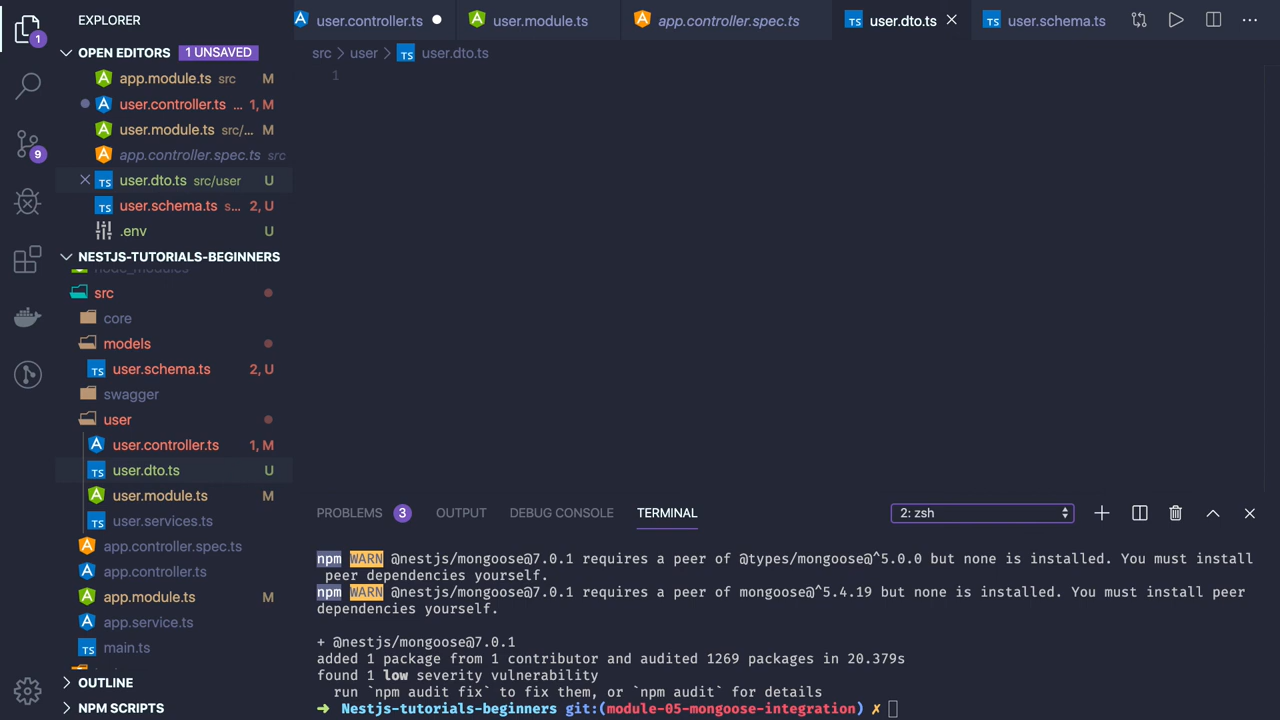 EXPLORER
OPEN EDITORS 1 UNSAVED
app.module.ts src M
user.controller.ts ... 1, M
user.module.ts src/... M
app.controller.spec.ts src
user.dto.ts src/user U
user.schema.ts s... 2, U
.env U
NESTJS-TUTORIALS-BEGINNERS
node_modules
src
core
models
user.schema.ts 2, U
swagger
user
user.controller.ts 1, M
user.dto.ts U
user.module.ts M
user.services.ts
app.controller.spec.ts
app.controller.ts
app.module.ts M
app.service.ts
main.ts
OUTLINE
NPM SCRIPTS
1
9
user.controller.ts user.module.ts app.controller.spec.ts user.dto.ts user.schema.ts
src > user > TS user.dto.ts
1
PROBLEMS 3 OUTPUT DEBUG CONSOLE TERMINAL 2: zsh
npm WARN @nestjs/mongoose@7.0.1 requires a peer of @types/mongoose@^5.0.0 but none is installed. You must install
peer dependencies yourself.
npm WARN @nestjs/mongoose@7.0.1 requires a peer of mongoose@^5.4.19 but none is installed. You must install peer
dependencies yourself.
+ @nestjs/mongoose@7.0.1
added 1 package from 1 contributor and audited 1269 packages in 20.379s
found 1 low severity vulnerability
run `npm audit fix` to fix them, or `npm audit` for details
➜ Nestjs-tutorials-beginners git:(module-05-mongoose-integration) ✗